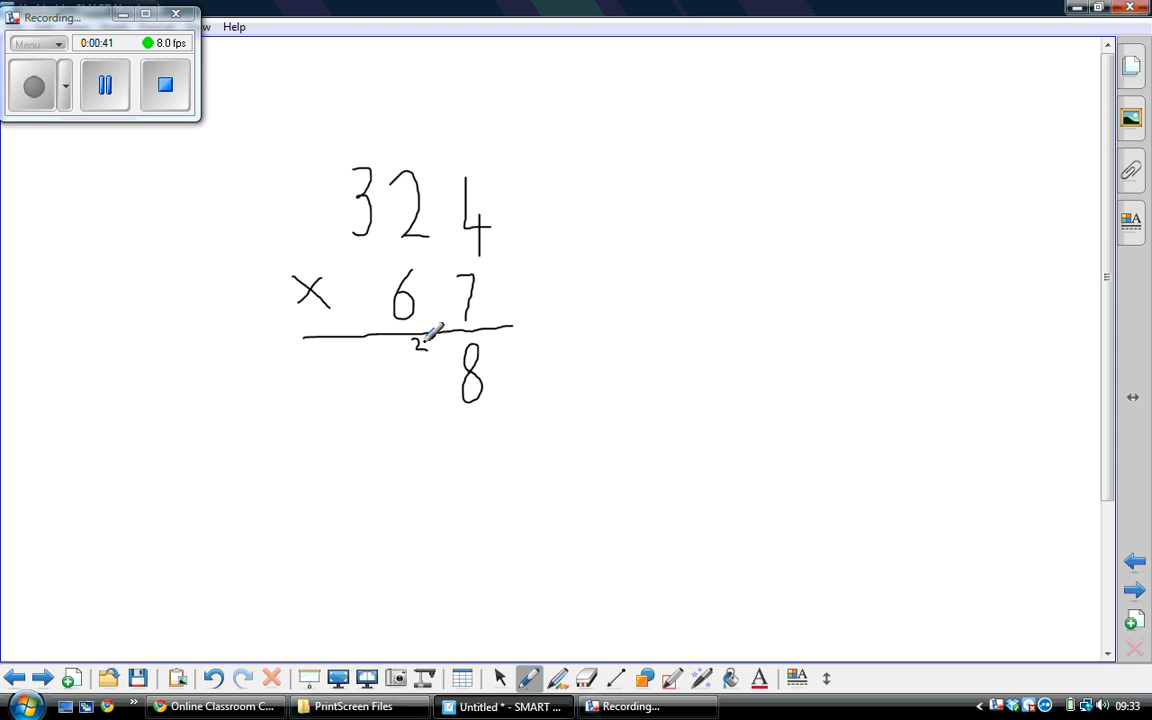 Recording...
Menu
0:00:41
8.0 fps
Help
3 2 4
x 6 7
2
8
Online Classroom C...
PrintScreen Files
Untitled * - SMART ...
Recording...
09:33